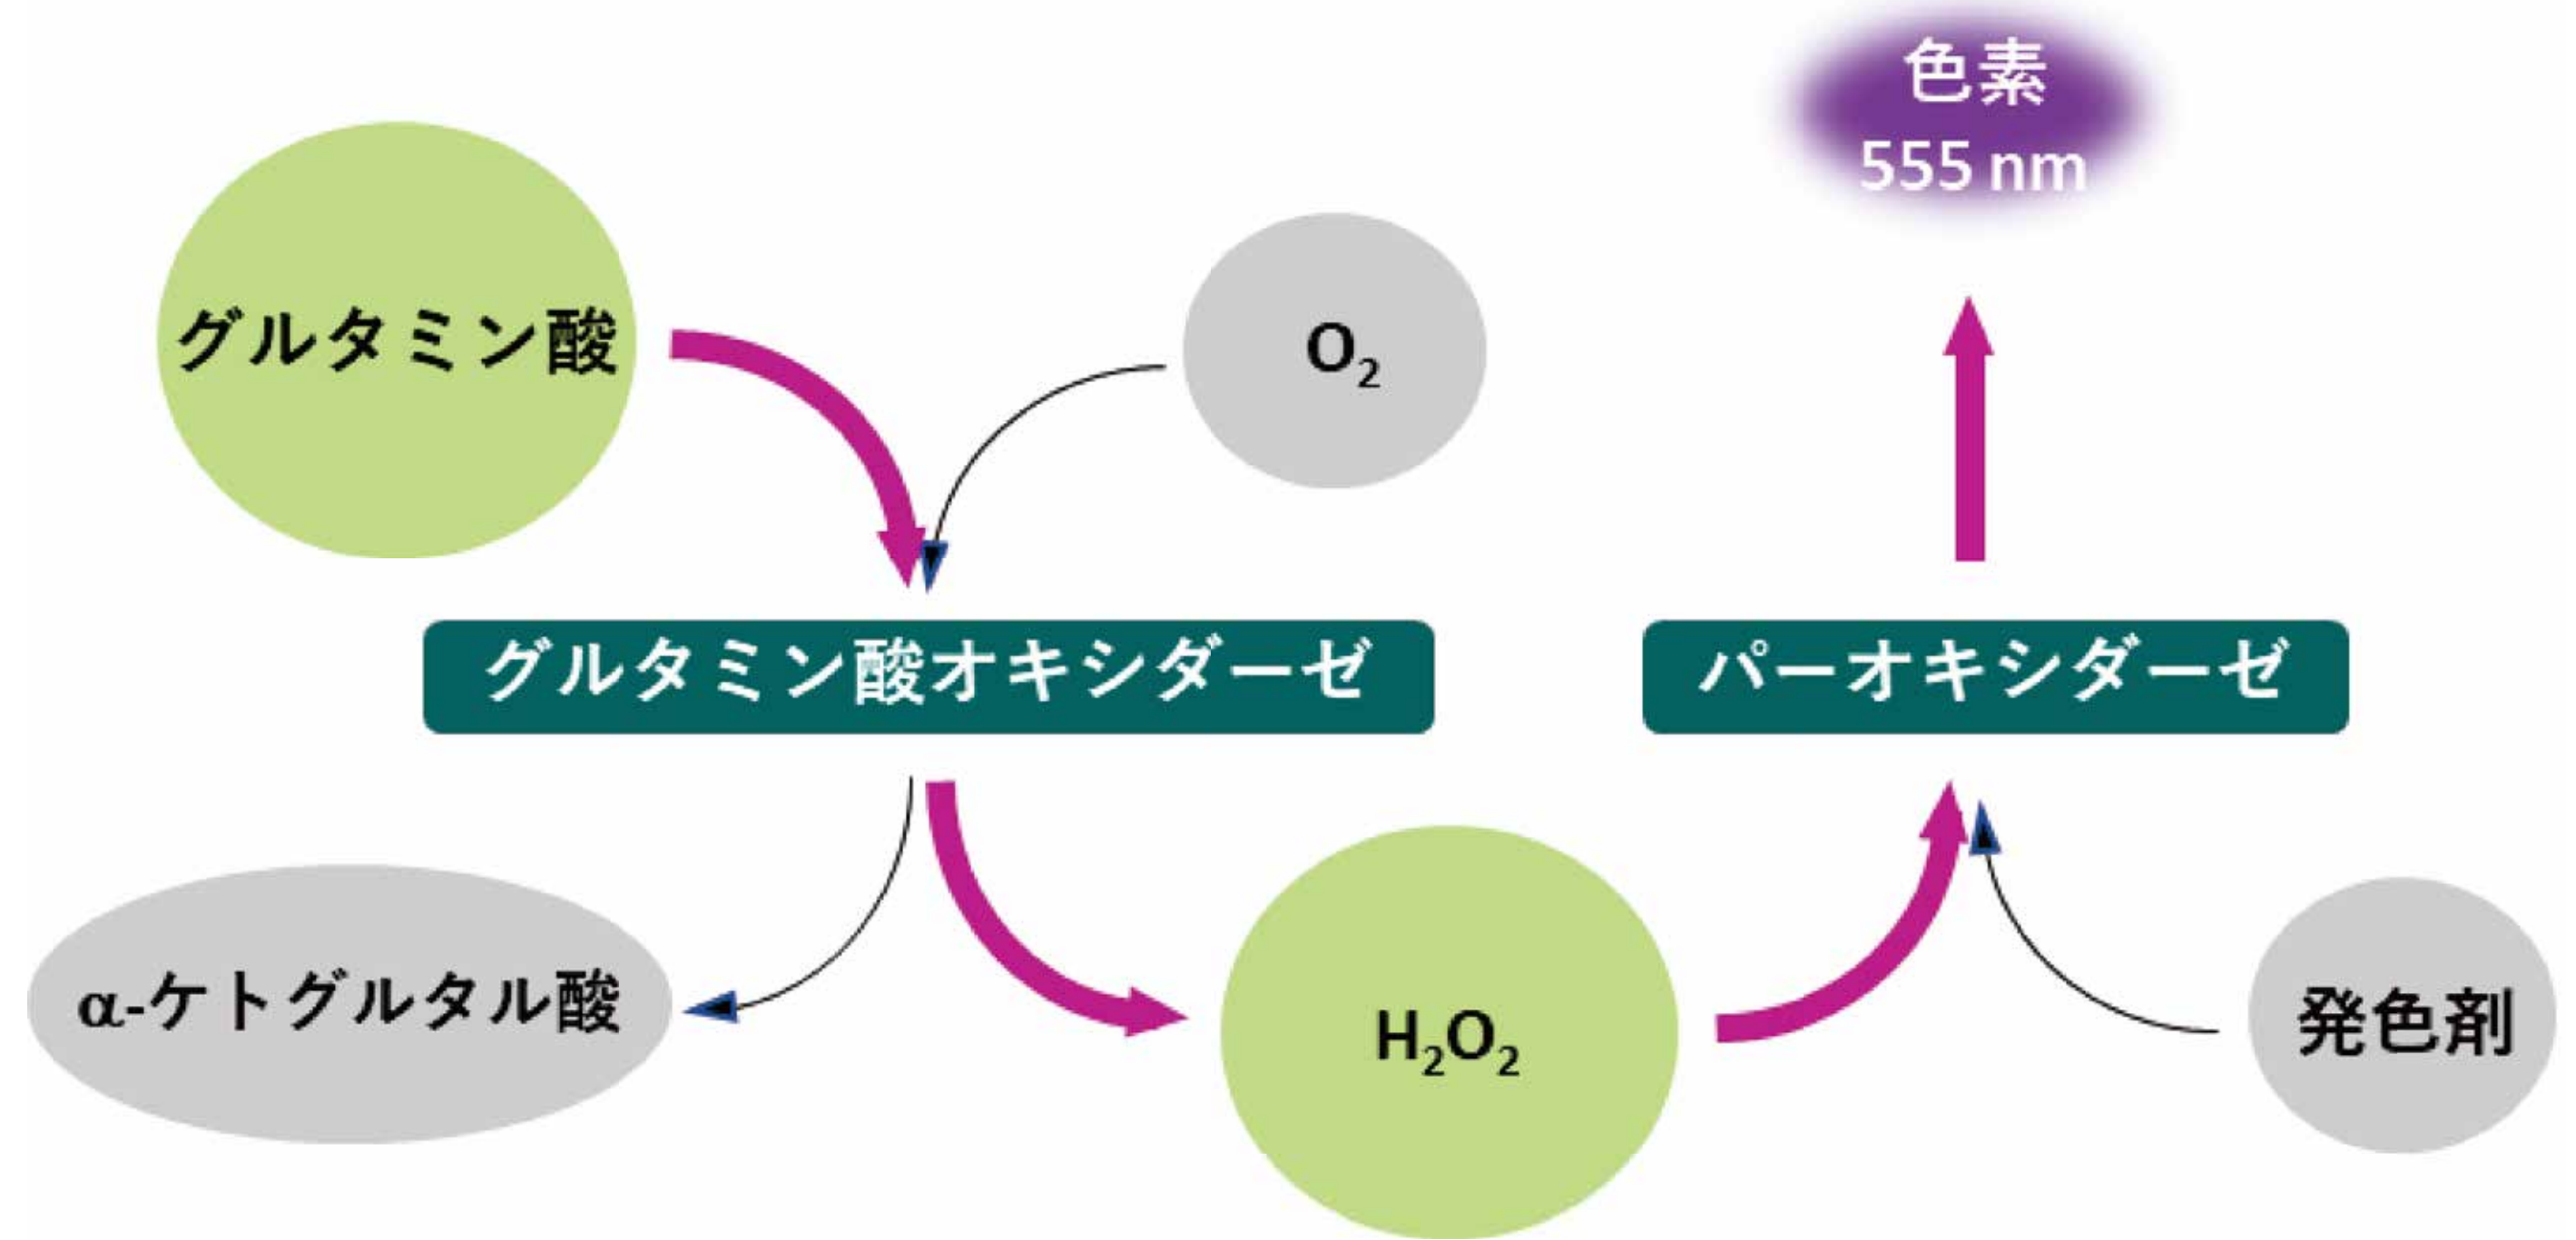 色素
555 nm
グルタミン酸
O₂
グルタミン酸オキシダーゼ
パーオキシダーゼ
α-ケトグルタル酸
H₂O₂
発色剤